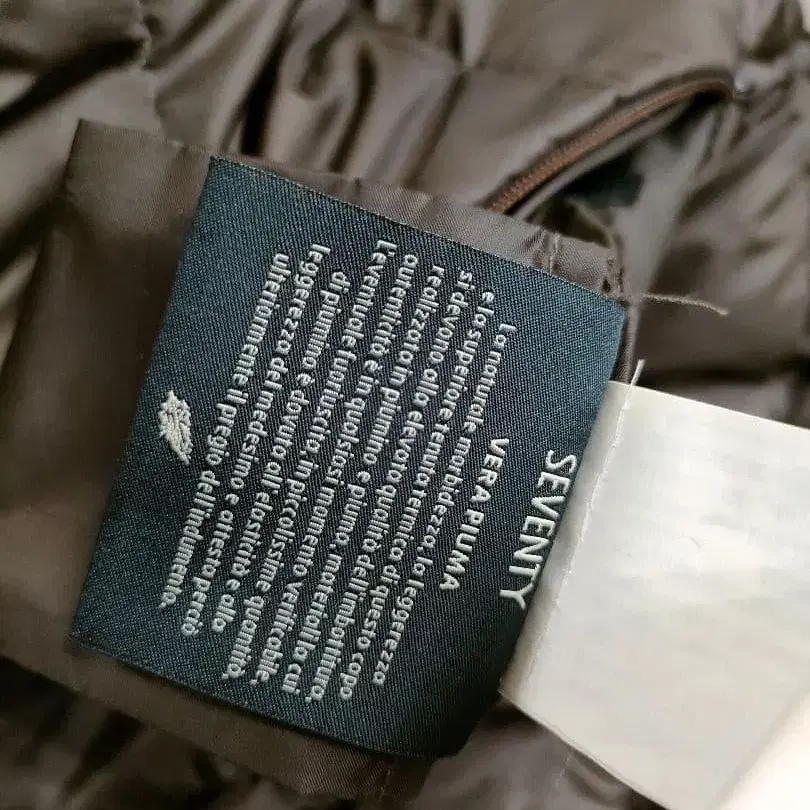 SEVENTY
VERA PIUMA
La naturale morbidezza, la leggerezza
e la superiore tenuta termica di questo capo
si devono alla elevata qualità dell'imbottitura,
realizzata in piumino e piuma, materiali la cui
autenticità è in qualsiasi momento verificabile.
L'eventuale fuoriuscita, in piccolissime quantità,
di piumino è dovuta all'elasticità e alla
leggerezza del medesimo e attesta perciò
ulteriormente il pregio dell'indumento.